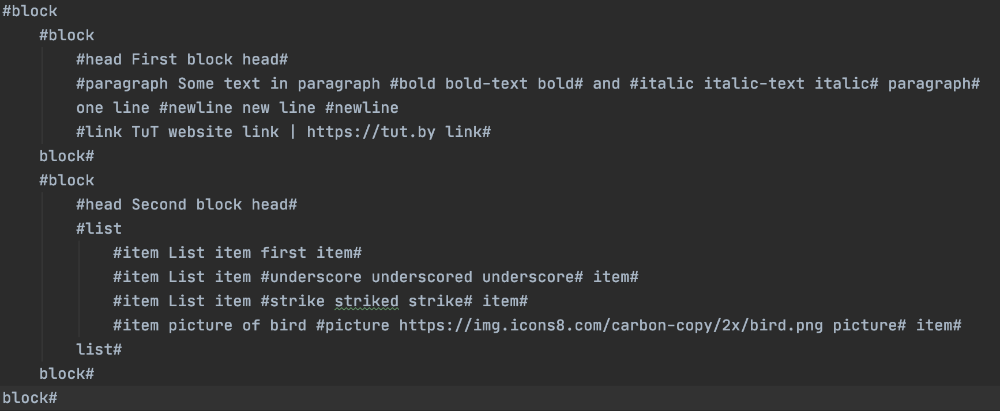 #block
    #block
        #head First block head#
        #paragraph Some text in paragraph #bold bold-text bold# and #italic italic-text italic# paragraph#
        one line #newline new line #newline
        #link TuT website link | https://tut.by link#
    block#
    #block
        #head Second block head#
        #list
            #item List item first item#
            #item List item #underscore underscored underscore# item#
            #item List item #strike striked strike# item#
            #item picture of bird #picture https://img.icons8.com/carbon-copy/2x/bird.png picture# item#
        list#
    block#
block#